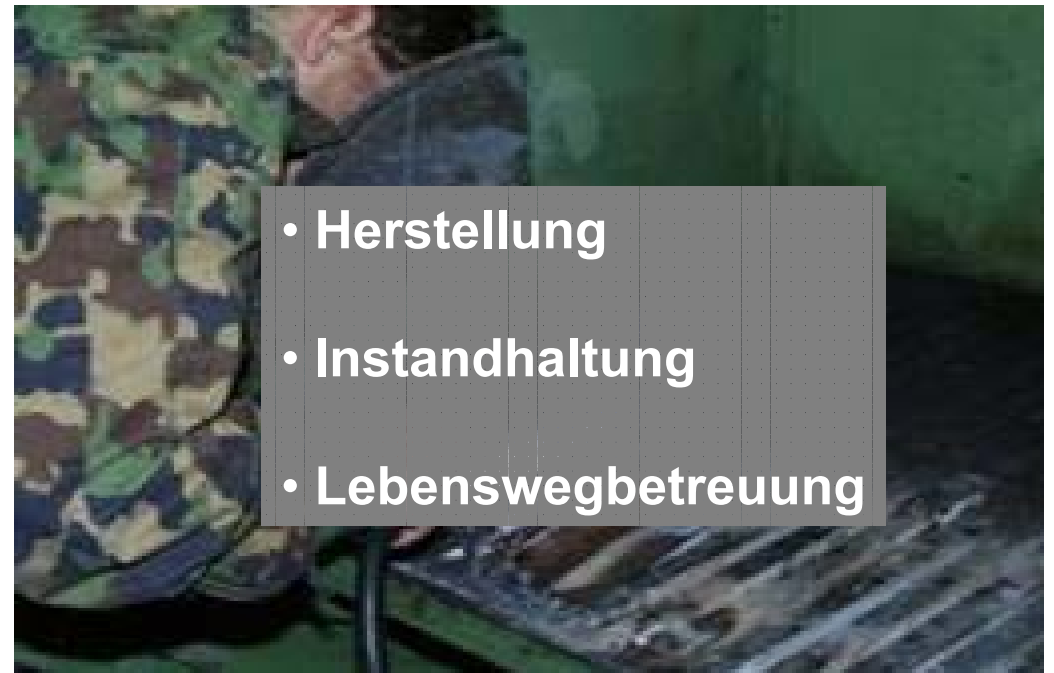 • Herstellung
• Instandhaltung
• Lebenswegbetreuung